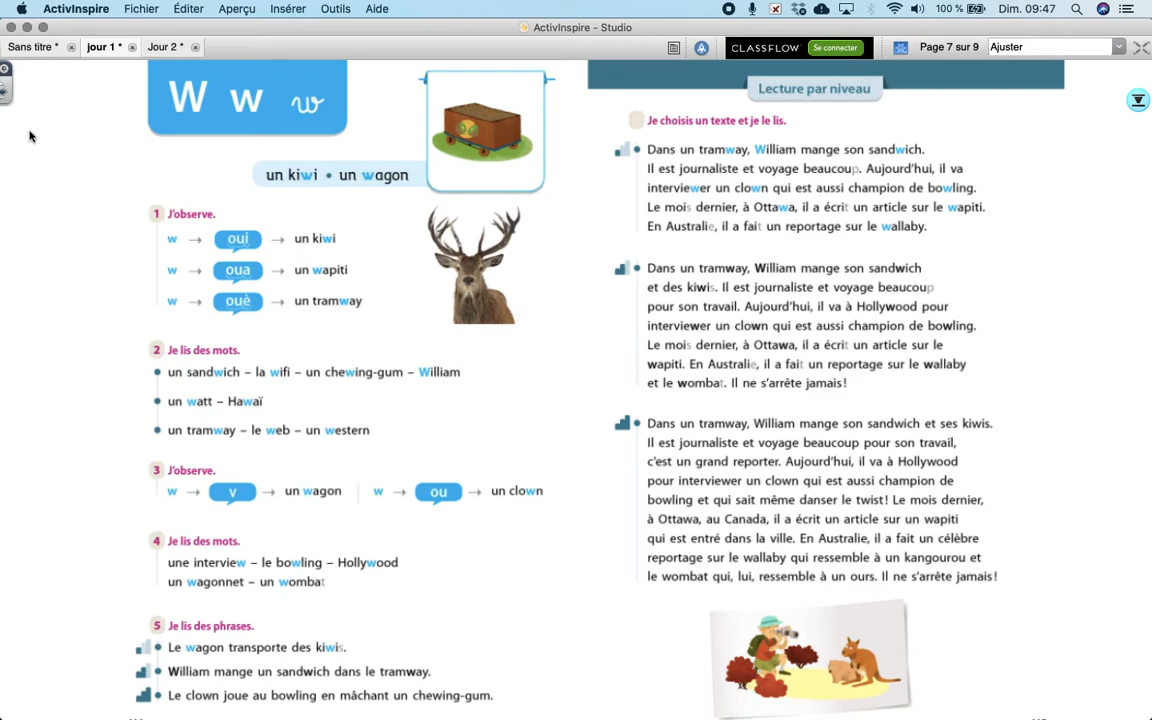 ActivInspire Fichier Éditer Aperçu Insérer Outils Aide 100 % Dim. 09:47
ActivInspire - Studio
Sans titre * jour 1 * Jour 2 * CLASSFLOW Se connecter Page 7 sur 9 Ajuster
W w w
un kiwi • un wagon
1 J'observe.
w → oui → un kiwi
w → oua → un wapiti
w → ouè → un tramway
2 Je lis des mots.
• un sandwich – la wifi – un chewing-gum – William
• un watt – Hawaï
• un tramway – le web – un western
3 J'observe.
w → v → un wagon w → ou → un clown
4 Je lis des mots.
une interview – le bowling – Hollywood
un wagonnet – un wombat
5 Je lis des phrases.
• Le wagon transporte des kiwis.
• William mange un sandwich dans le tramway.
• Le clown joue au bowling en mâchant un chewing-gum.
Lecture par niveau
Je choisis un texte et je le lis.
• Dans un tramway, William mange son sandwich.
Il est journaliste et voyage beaucoup. Aujourd'hui, il va
interviewer un clown qui est aussi champion de bowling.
Le mois dernier, à Ottawa, il a écrit un article sur le wapiti.
En Australie, il a fait un reportage sur le wallaby.
• Dans un tramway, William mange son sandwich
et des kiwis. Il est journaliste et voyage beaucoup
pour son travail. Aujourd'hui, il va à Hollywood pour
interviewer un clown qui est aussi champion de bowling.
Le mois dernier, à Ottawa, il a écrit un article sur le
wapiti. En Australie, il a fait un reportage sur le wallaby
et le wombat. Il ne s'arrête jamais !
• Dans un tramway, William mange son sandwich et ses kiwis.
Il est journaliste et voyage beaucoup pour son travail,
c'est un grand reporter. Aujourd'hui, il va à Hollywood
pour interviewer un clown qui est aussi champion de
bowling et qui sait même danser le twist ! Le mois dernier,
à Ottawa, au Canada, il a écrit un article sur un wapiti
qui est entré dans la ville. En Australie, il a fait un célèbre
reportage sur le wallaby qui ressemble à un kangourou et
le wombat qui, lui, ressemble à un ours. Il ne s'arrête jamais !